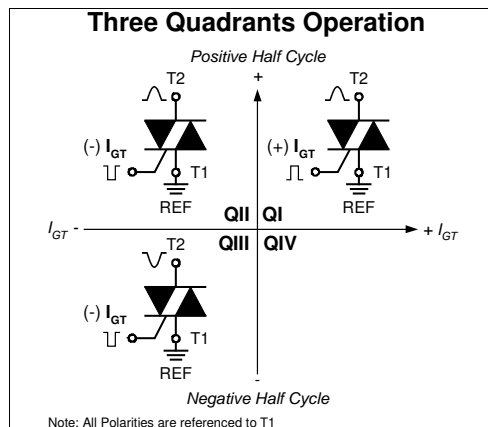 Three Quadrants Operation
Positive Half Cycle
+
T2
T2
(-) IGT
(+) IGT
T1
T1
REF
REF
QII QI
IGT -
+ IGT
QIII QIV
T2
(-) IGT
T1
REF
-
Negative Half Cycle
Note: All Polarities are referenced to T1